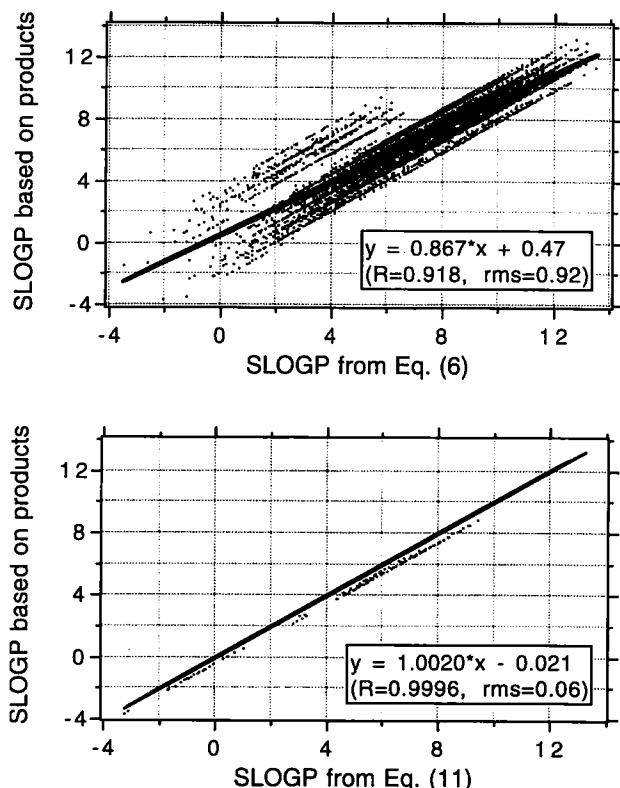 SLOGP based on products
12
8
4
0
-4
y = 0.867*x + 0.47
(R=0.918, rms=0.92)
-4 0 4 8 12
SLOGP from Eq. (6)
SLOGP based on products
12
8
4
0
-4
y = 1.0020*x - 0.021
(R=0.9996, rms=0.06)
-4 0 4 8 12
SLOGP from Eq. (11)